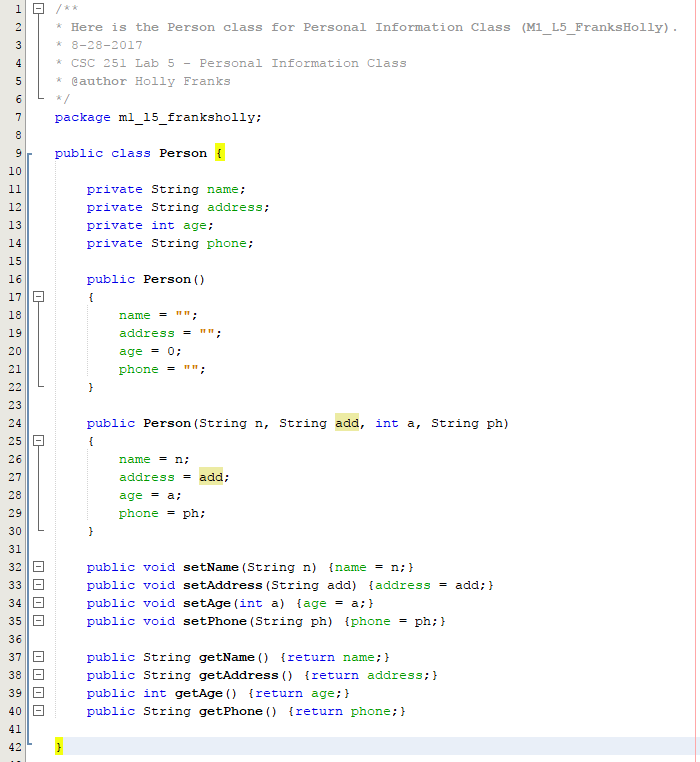 1 /**
2 * Here is the Person class for Personal Information Class (M1_L5_FranksHolly).
3 * 8-28-2017
4 * CSC 251 Lab 5 - Personal Information Class
5 * @author Holly Franks
6 */
7 package m1_l5_franksholly;
8
9 public class Person {
10
11 private String name;
12 private String address;
13 private int age;
14 private String phone;
15
16 public Person()
17 {
18 name = "";
19 address = "";
20 age = 0;
21 phone = "";
22 }
23
24 public Person(String n, String add, int a, String ph)
25 {
26 name = n;
27 address = add;
28 age = a;
29 phone = ph;
30 }
31
32 public void setName(String n) {name = n;}
33 public void setAddress(String add) {address = add;}
34 public void setAge(int a) {age = a;}
35 public void setPhone(String ph) {phone = ph;}
36
37 public String getName() {return name;}
38 public String getAddress() {return address;}
39 public int getAge() {return age;}
40 public String getPhone() {return phone;}
41
42 }